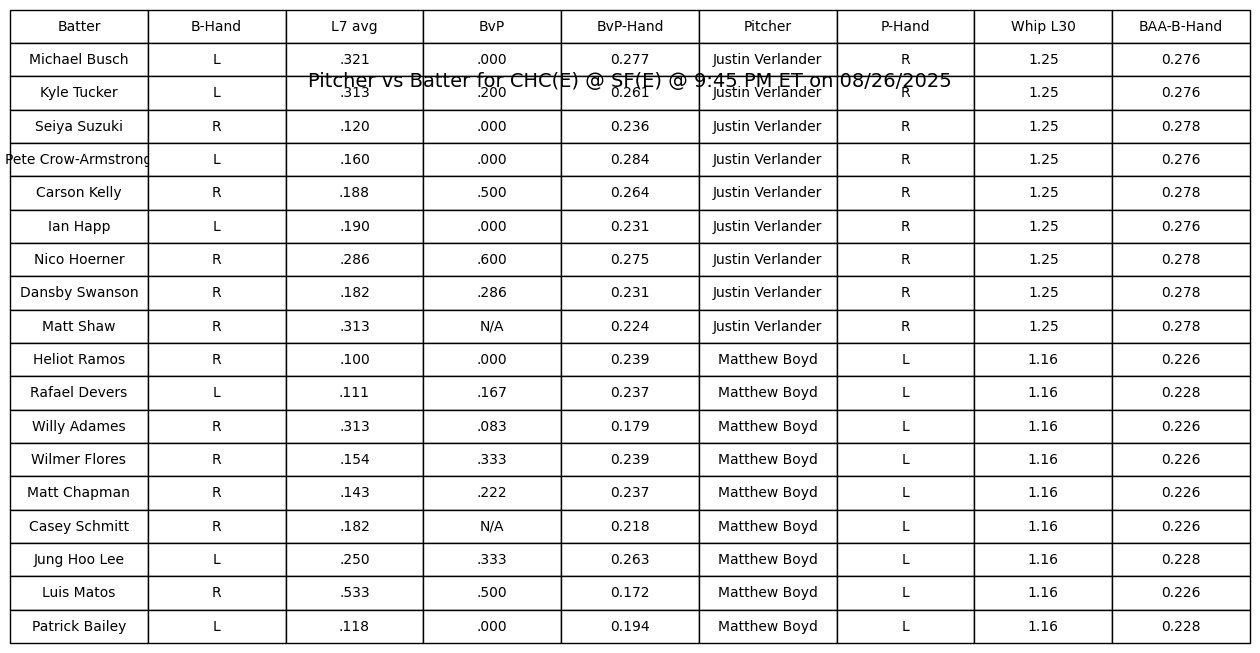 Batter B-Hand L7 avg BvP BvP-Hand Pitcher P-Hand Whip L30 BAA-B-Hand
Michael Busch L .321 .000 0.277 Justin Verlander R 1.25 0.276
Pitcher vs Batter for CHC(E) @ SF(E) @ 9:45 PM ET on 08/26/2025
Kyle Tucker L .313 .200 0.261 Justin Verlander R 1.25 0.276
Seiya Suzuki R .120 .000 0.236 Justin Verlander R 1.25 0.278
Pete Crow-Armstrong L .160 .000 0.284 Justin Verlander R 1.25 0.276
Carson Kelly R .188 .500 0.264 Justin Verlander R 1.25 0.278
Ian Happ L .190 .000 0.231 Justin Verlander R 1.25 0.276
Nico Hoerner R .286 .600 0.275 Justin Verlander R 1.25 0.278
Dansby Swanson R .182 .286 0.231 Justin Verlander R 1.25 0.278
Matt Shaw R .313 N/A 0.224 Justin Verlander R 1.25 0.278
Heliot Ramos R .100 .000 0.239 Matthew Boyd L 1.16 0.226
Rafael Devers L .111 .167 0.237 Matthew Boyd L 1.16 0.228
Willy Adames R .313 .083 0.179 Matthew Boyd L 1.16 0.226
Wilmer Flores R .154 .333 0.239 Matthew Boyd L 1.16 0.226
Matt Chapman R .143 .222 0.237 Matthew Boyd L 1.16 0.226
Casey Schmitt R .182 N/A 0.218 Matthew Boyd L 1.16 0.226
Jung Hoo Lee L .250 .333 0.263 Matthew Boyd L 1.16 0.228
Luis Matos R .533 .500 0.172 Matthew Boyd L 1.16 0.226
Patrick Bailey L .118 .000 0.194 Matthew Boyd L 1.16 0.228